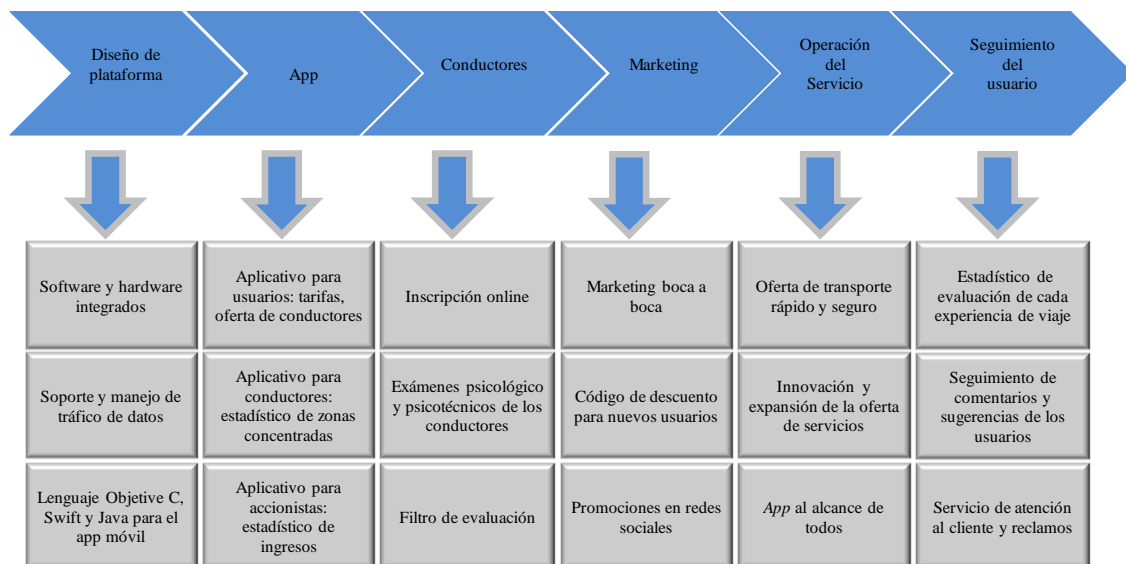 Diseño de
plataforma
App
Conductores
Marketing
Operación
del
Servicio
Seguimiento
del
usuario
Software y hardware
integrados
Aplicativo para
usuarios: tarifas,
oferta de conductores
Inscripción online
Marketing boca a
boca
Oferta de transporte
rápido y seguro
Estadístico de
evaluación de cada
experiencia de viaje
Soporte y manejo de
tráfico de datos
Aplicativo para
conductores:
estadístico de zonas
concentradas
Exámenes psicológico
y psicotécnicos de los
conductores
Código de descuento
para nuevos usuarios
Innovación y
expansión de la oferta
de servicios
Seguimiento de
comentarios y
sugerencias de los
usuarios
Lenguaje Objetive C,
Swift y Java para el
app móvil
Aplicativo para
accionistas:
estadístico de
ingresos
Filtro de evaluación
Promociones en redes
sociales
App al alcance de
todos
Servicio de atención
al cliente y reclamos